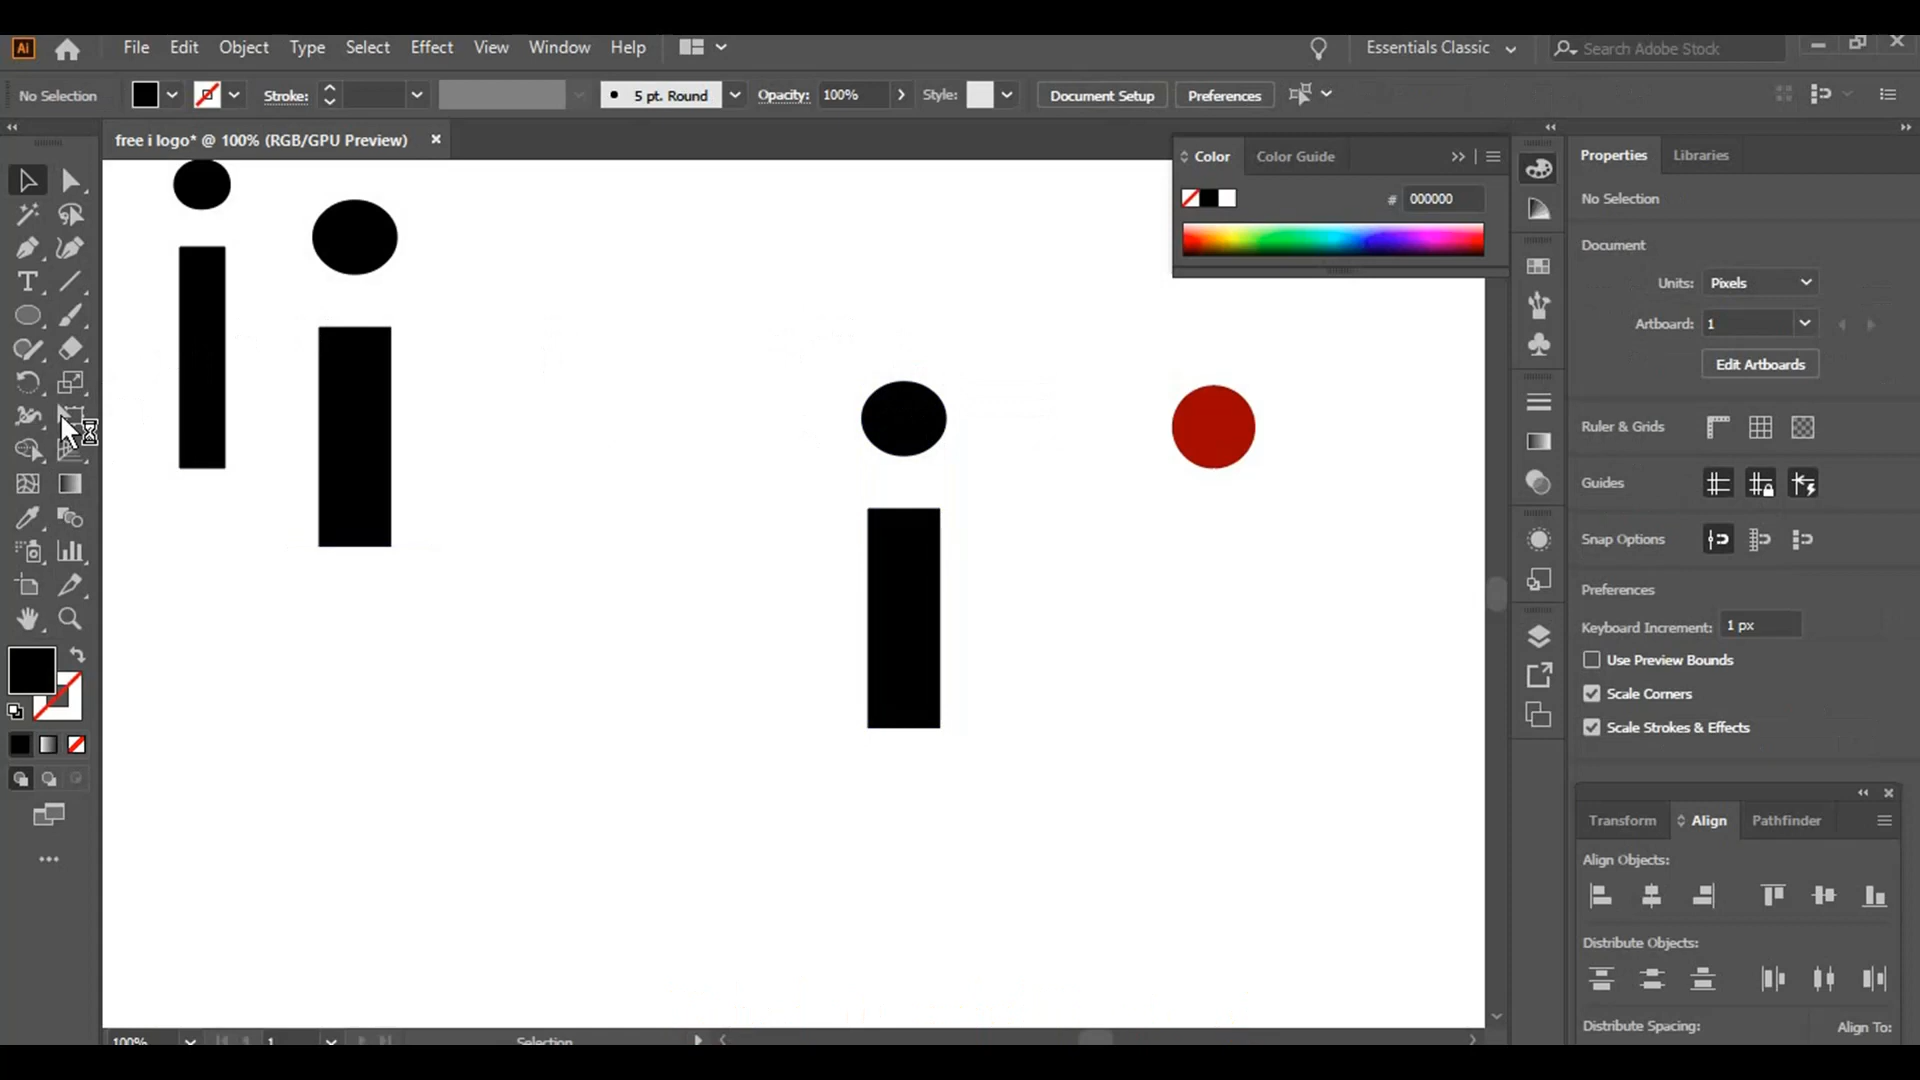 Ai File Edit Object Type Select Effect View Window Help Essentials Classic Search Adobe Stock
No Selection Stroke: 5 pt. Round Opacity: 100% Style: Document Setup Preferences
free i logo* @ 100% (RGB/GPU Preview)
Color Color Guide
# 000000
Properties Libraries
No Selection
Document
Units: Pixels
Artboard: 1
Edit Artboards
Ruler & Grids
Guides
Snap Options
Preferences
Keyboard Increment: 1 px
Use Preview Bounds
Scale Corners
Scale Strokes & Effects
Transform Align Pathfinder
Align Objects:
Distribute Objects:
Distribute Spacing: Align To:
100% 1 Selection